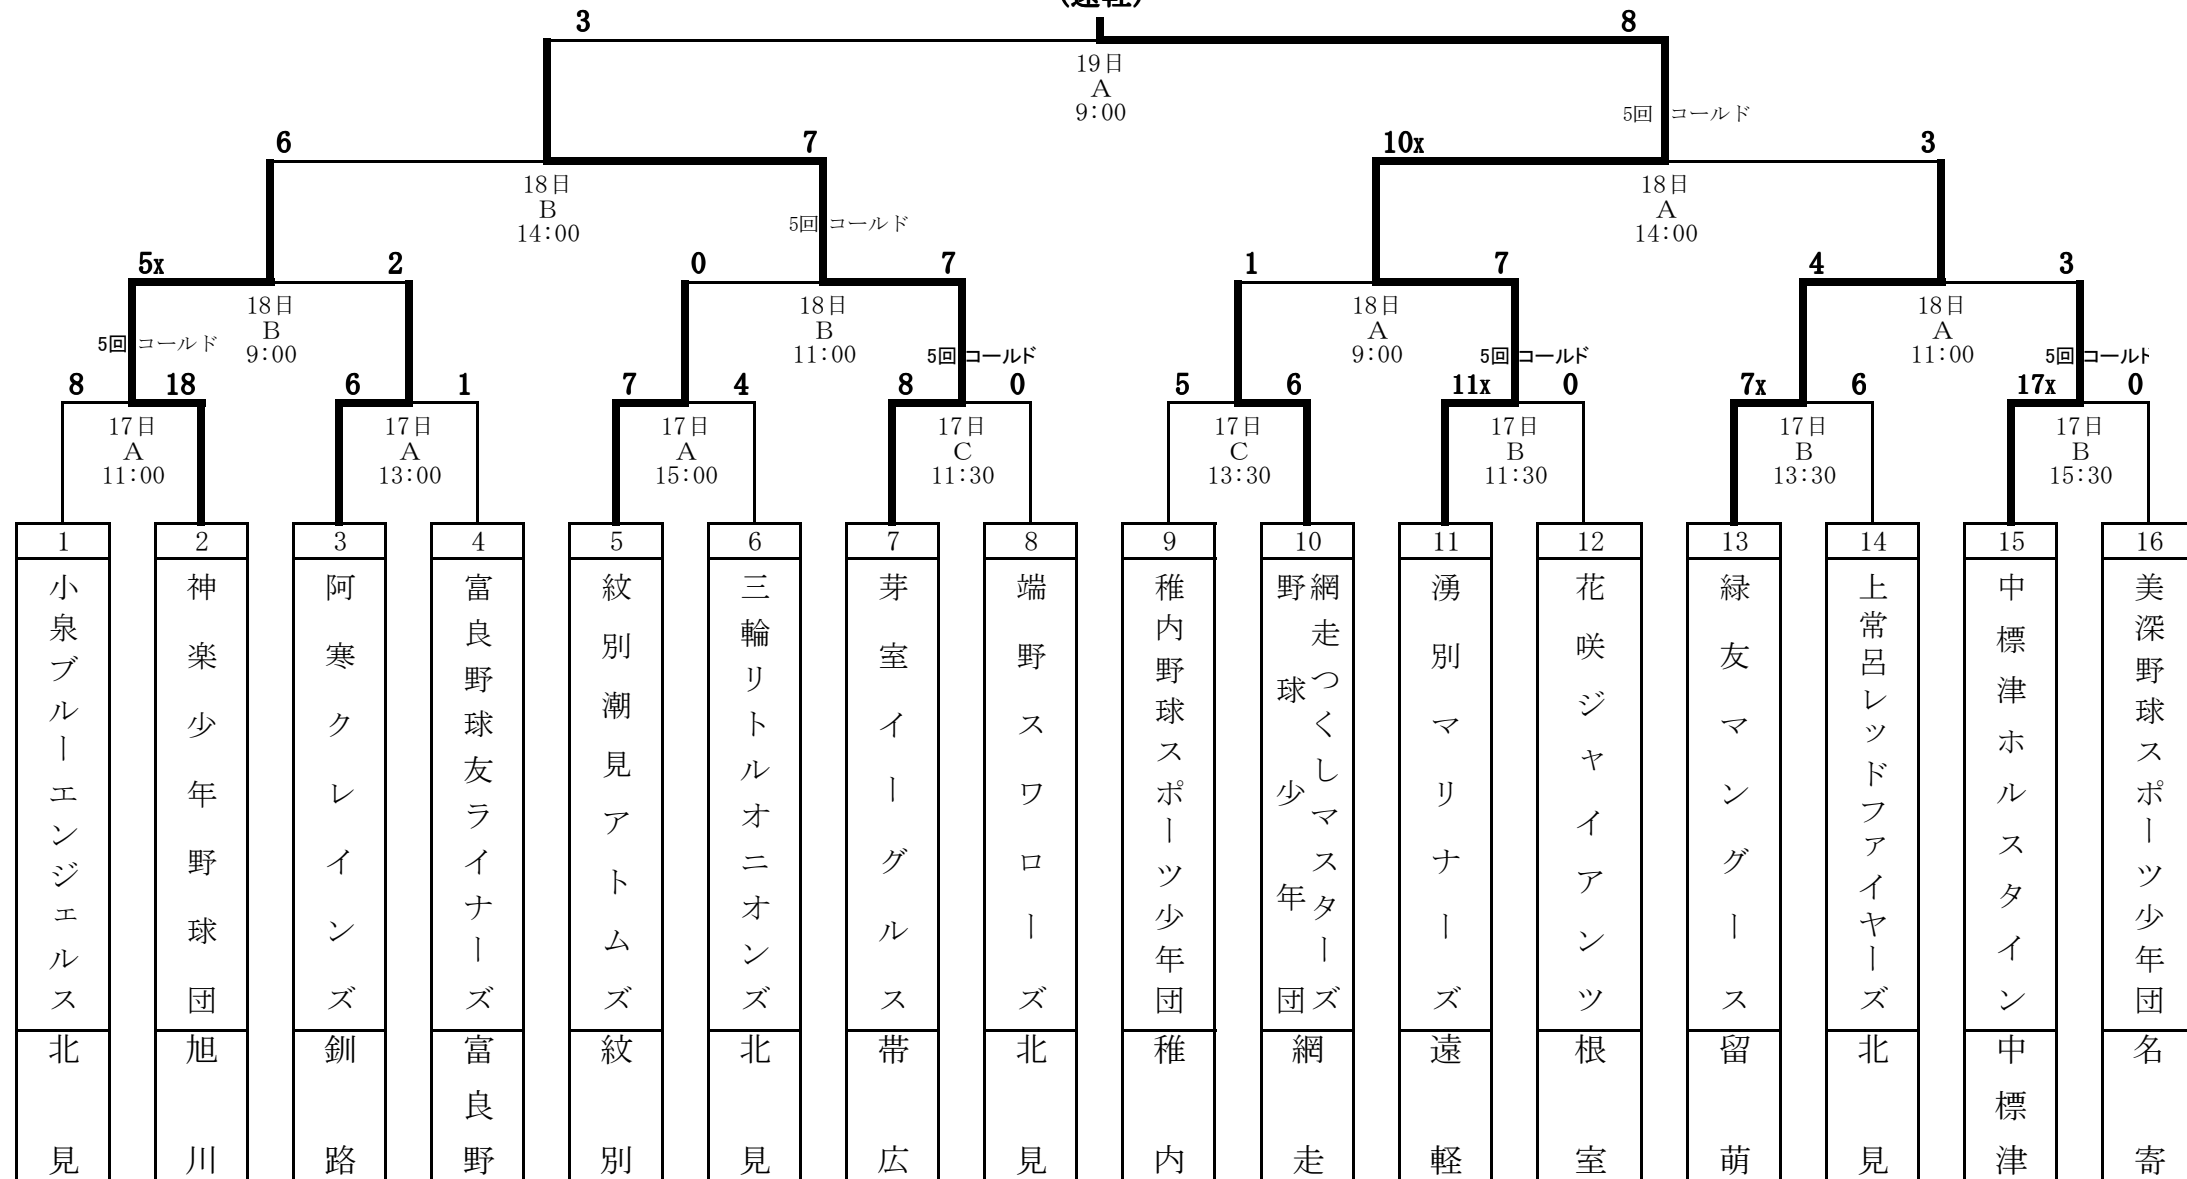 (遠軽)
3 8
19日
A
9:00
5回 コールド
6 7 10x 3
18日
B
14:00
18日
A
14:00
5回 コールド
5x 2 0 7 1 7 4 3
18日
B
9:00
18日
B
11:00
18日
A
9:00
18日
A
11:00
5回 コールド
5回 コールド
5回 コールド
5回 コールド
8 18 6 1 7 4 8 0 5 6 11x 0 7x 6 17x 0
17日
A
11:00
17日
A
13:00
17日
A
15:00
17日
C
11:30
17日
C
13:30
17日
B
11:30
17日
B
13:30
17日
B
15:30
1
小泉ブルーエンジェルス
北見
2
神楽少年野球団
旭川
3
阿寒クレインズ
釧路
4
富良野球友ライナーズ
富良野
5
紋別潮見アトムズ
紋別
6
三輪リトルオニオンズ
北見
7
芽室イーグルス
帯広
8
端野スワローズ
北見
9
稚内野球スポーツ少年団
稚内
10
網走つくしマスターズ
野球少年団
網走
11
湧別マリナーズ
遠軽
12
花咲ジャイアンツ
根室
13
緑友マングース
留萌
14
上常呂レッドファイヤーズ
北見
15
中標津ホルスタイン
中標津
16
美深野球スポーツ少年団
名寄